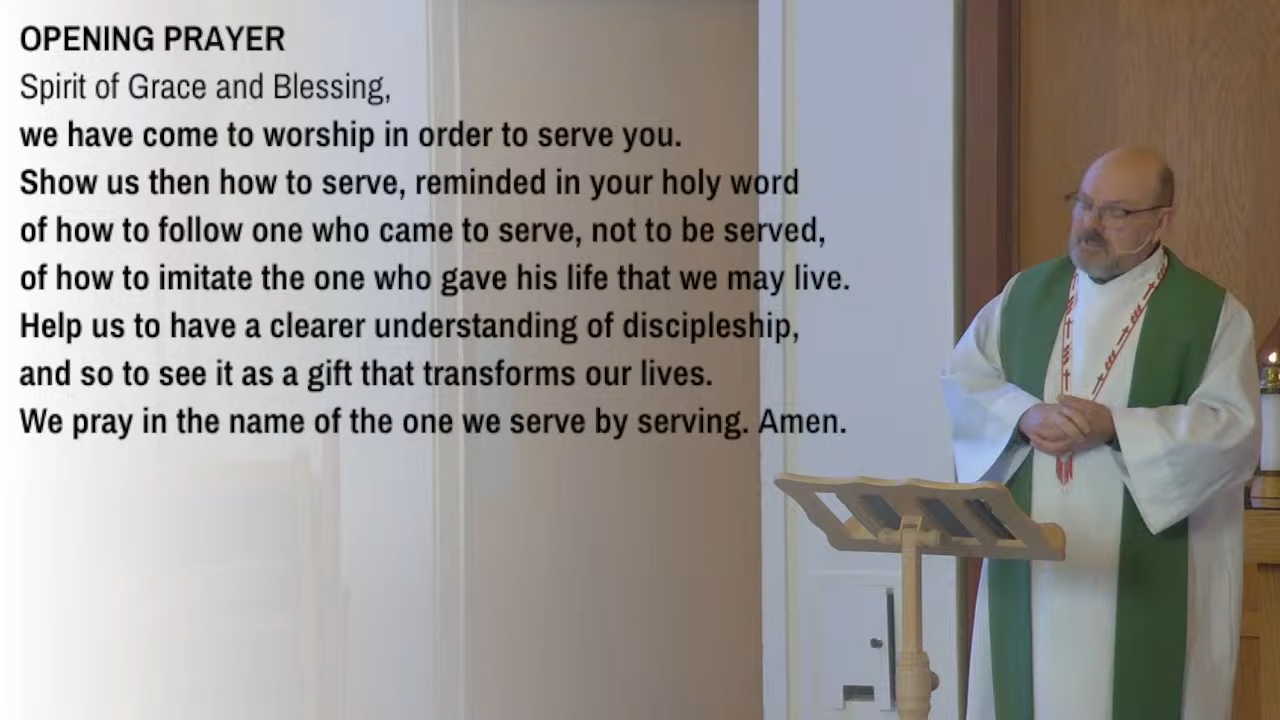 OPENING PRAYER
Spirit of Grace and Blessing,
we have come to worship in order to serve you.
Show us then how to serve, reminded in your holy word
of how to follow one who came to serve, not to be served,
of how to imitate the one who gave his life that we may live.
Help us to have a clearer understanding of discipleship,
and so to see it as a gift that transforms our lives.
We pray in the name of the one we serve by serving. Amen.